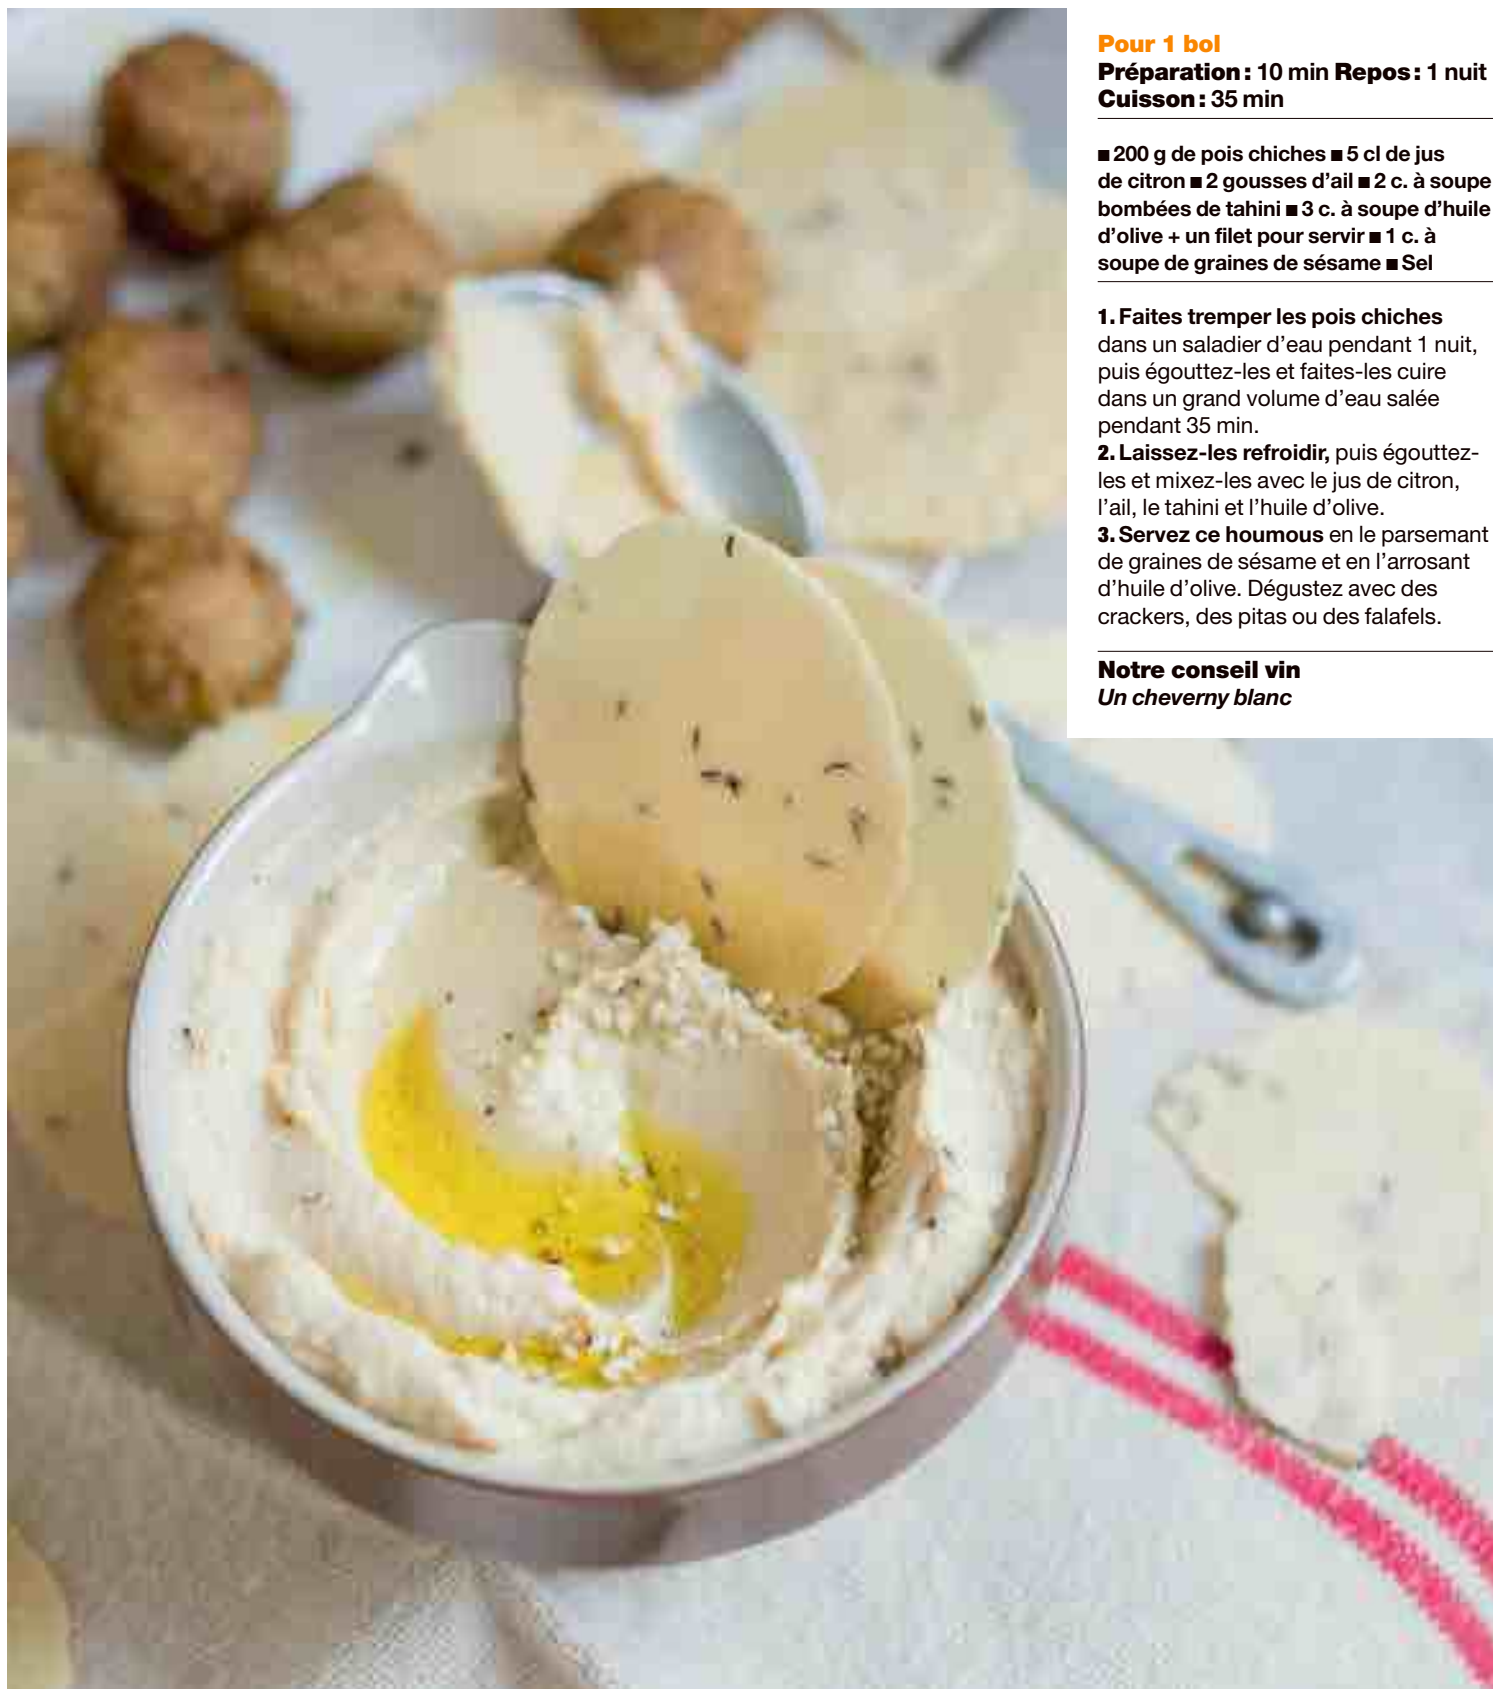 Pour 1 bol
Préparation : 10 min Repos : 1 nuit
Cuisson : 35 min
■ 200 g de pois chiches ■ 5 cl de jus
de citron ■ 2 gousses d’ail ■ 2 c. à soupe
bombées de tahini ■ 3 c. à soupe d’huile
d’olive + un filet pour servir ■ 1 c. à
soupe de graines de sésame ■ Sel
1. Faites tremper les pois chiches
dans un saladier d’eau pendant 1 nuit,
puis égouttez-les et faites-les cuire
dans un grand volume d’eau salée
pendant 35 min.
2. Laissez-les refroidir, puis égouttez-
les et mixez-les avec le jus de citron,
l’ail, le tahini et l’huile d’olive.
3. Servez ce houmous en le parsemant
de graines de sésame et en l’arrosant
d’huile d’olive. Dégustez avec des
crackers, des pitas ou des falafels.
Notre conseil vin
Un cheverny blanc